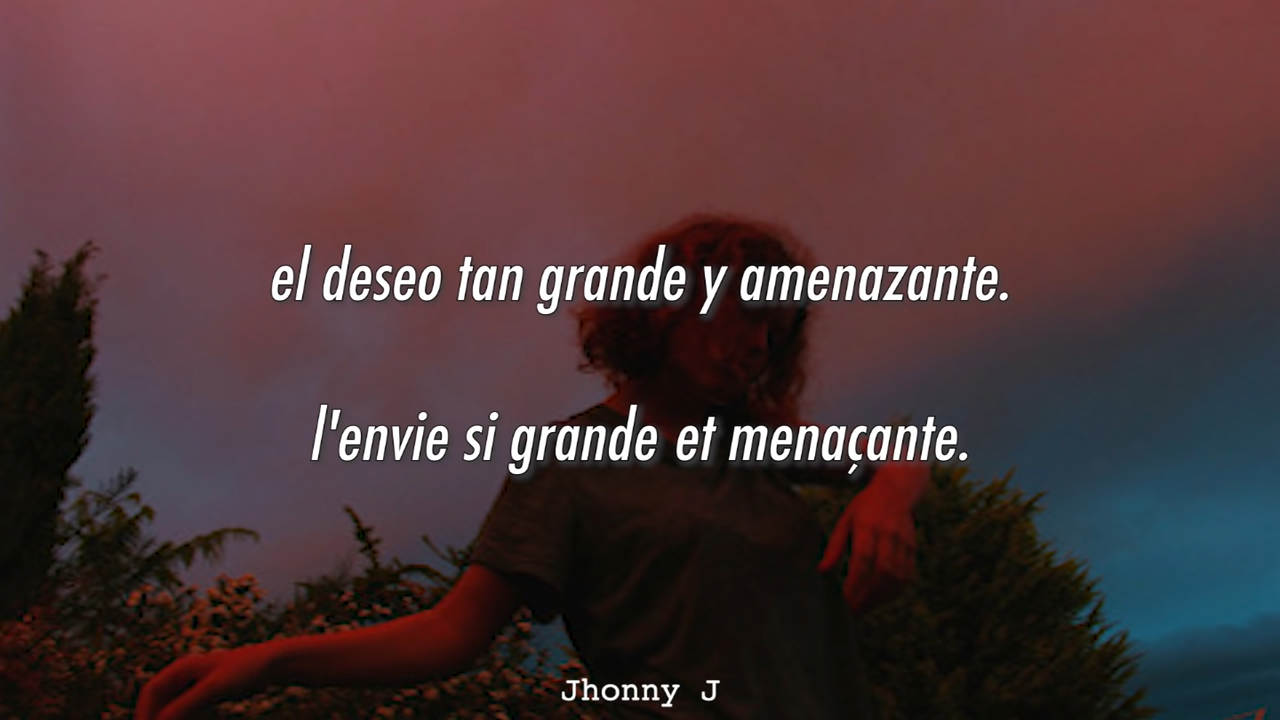 el deseo tan grande y amenazante.
l'envie si grande et menaçante.
Jhonny J